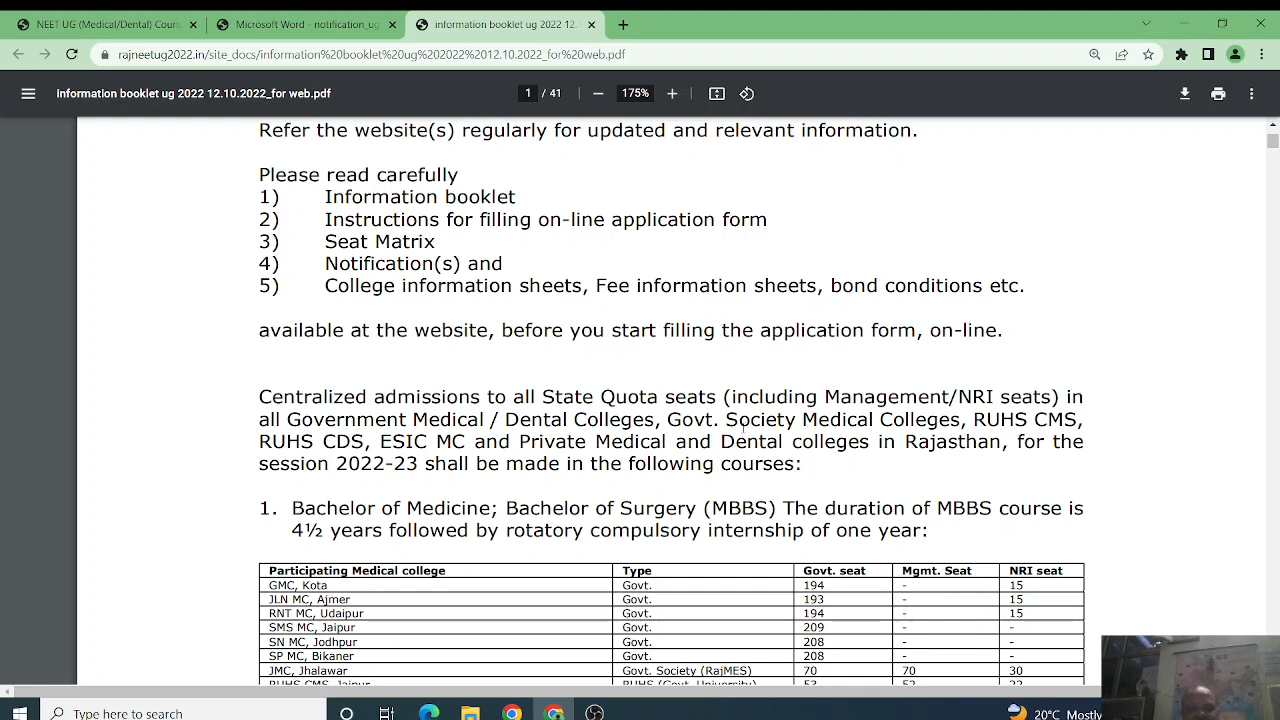 NEET UG (Medical/Dental) Coun
Microsoft Word - notification_ug
information booklet ug 2022 12.
rajneetug2022.in/site_docs/information%20booklet%20ug%202022%2012.10.2022_for%20web.pdf
information booklet ug 2022 12.10.2022_for web.pdf
1 / 41
175%
Refer the website(s) regularly for updated and relevant information.
Please read carefully
1) Information booklet
2) Instructions for filling on-line application form
3) Seat Matrix
4) Notification(s) and
5) College information sheets, Fee information sheets, bond conditions etc.
available at the website, before you start filling the application form, on-line.
Centralized admissions to all State Quota seats (including Management/NRI seats) in
all Government Medical / Dental Colleges, Govt. Society Medical Colleges, RUHS CMS,
RUHS CDS, ESIC MC and Private Medical and Dental colleges in Rajasthan, for the
session 2022-23 shall be made in the following courses:
1. Bachelor of Medicine; Bachelor of Surgery (MBBS) The duration of MBBS course is
4½ years followed by rotatory compulsory internship of one year:
Participating Medical college Type Govt. seat Mgmt. Seat NRI seat
GMC, Kota Govt. 194 - 15
JLN MC, Ajmer Govt. 193 - 15
RNT MC, Udaipur Govt. 194 - 15
SMS MC, Jaipur Govt. 209 - -
SN MC, Jodhpur Govt. 208 - -
SP MC, Bikaner Govt. 208 - -
JMC, Jhalawar Govt. Society (RajMES) 70 70 30
RUHS CMS, Jaipur RUHS (Govt. University) 53 52 22
Type here to search
20°C Mostly